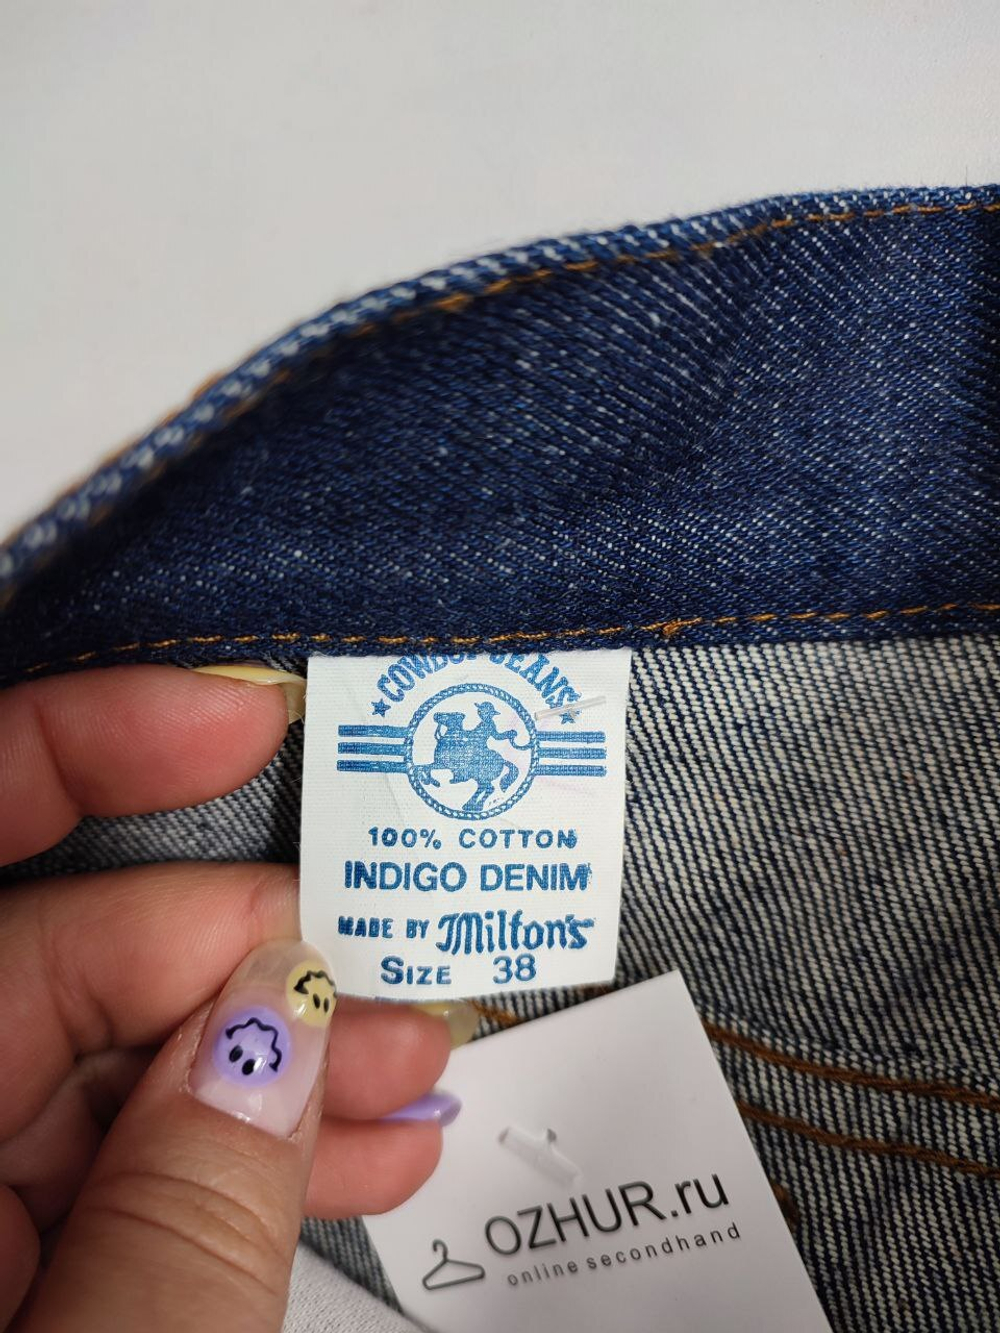 COWBOY JEANS
100% COTTON
INDIGO DENIM
MADE BY Milton's
SIZE 38
OZHUR.ru
online secondhand